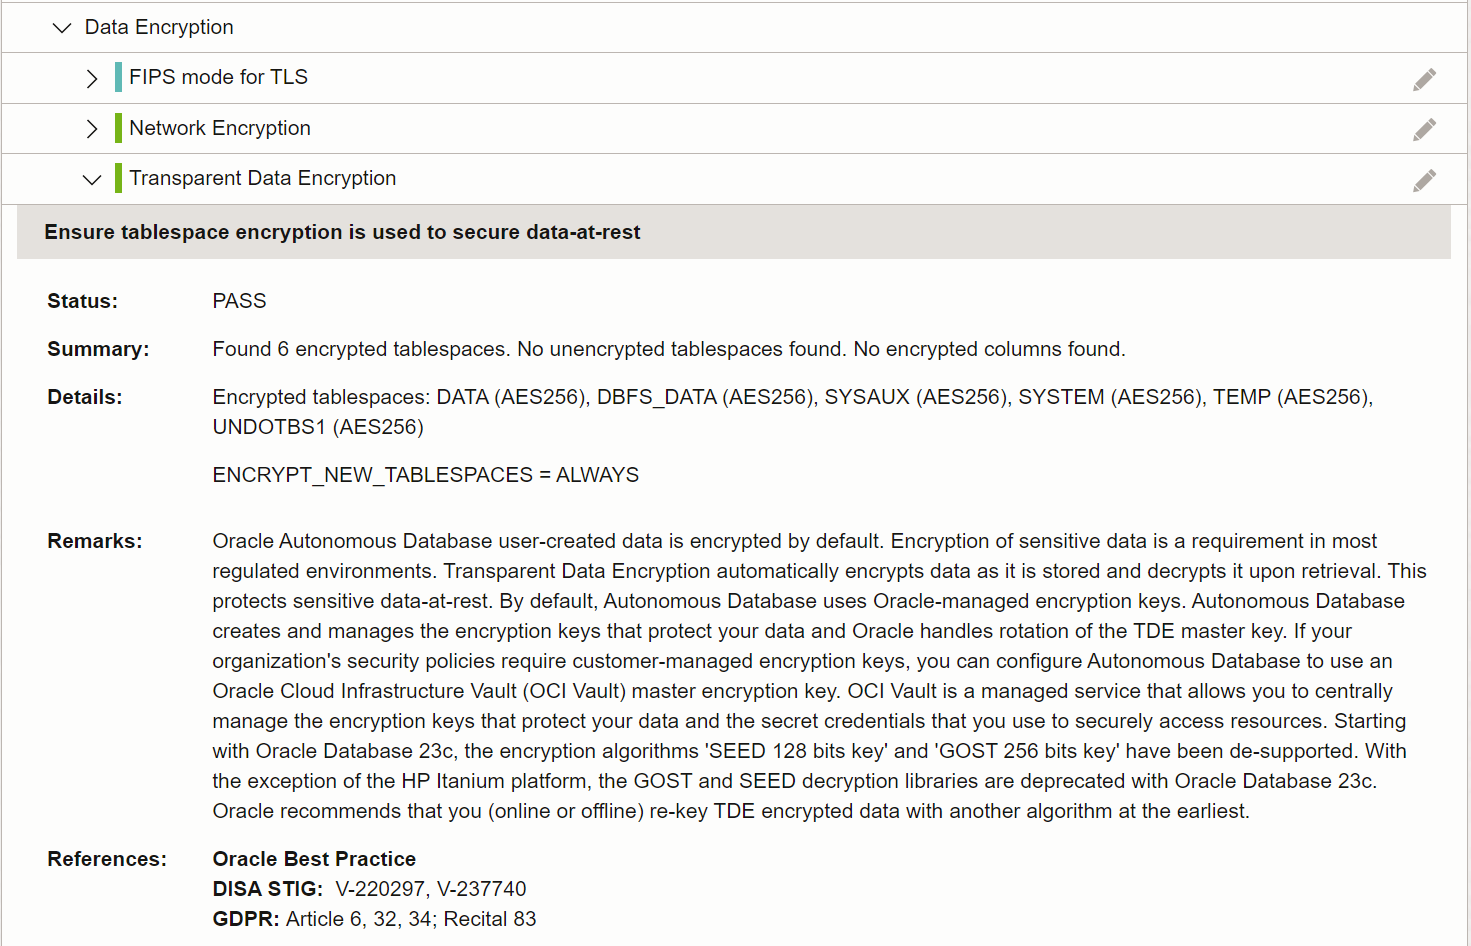 Data Encryption
FIPS mode for TLS
Network Encryption
Transparent Data Encryption
Ensure tablespace encryption is used to secure data-at-rest
Status: PASS
Summary: Found 6 encrypted tablespaces. No unencrypted tablespaces found. No encrypted columns found.
Details: Encrypted tablespaces: DATA (AES256), DBFS_DATA (AES256), SYSAUX (AES256), SYSTEM (AES256), TEMP (AES256),
UNDOTBS1 (AES256)
ENCRYPT_NEW_TABLESPACES = ALWAYS
Remarks: Oracle Autonomous Database user-created data is encrypted by default. Encryption of sensitive data is a requirement in most
regulated environments. Transparent Data Encryption automatically encrypts data as it is stored and decrypts it upon retrieval. This
protects sensitive data-at-rest. By default, Autonomous Database uses Oracle-managed encryption keys. Autonomous Database
creates and manages the encryption keys that protect your data and Oracle handles rotation of the TDE master key. If your
organization's security policies require customer-managed encryption keys, you can configure Autonomous Database to use an
Oracle Cloud Infrastructure Vault (OCI Vault) master encryption key. OCI Vault is a managed service that allows you to centrally
manage the encryption keys that protect your data and the secret credentials that you use to securely access resources. Starting
with Oracle Database 23c, the encryption algorithms 'SEED 128 bits key' and 'GOST 256 bits key' have been de-supported. With
the exception of the HP Itanium platform, the GOST and SEED decryption libraries are deprecated with Oracle Database 23c.
Oracle recommends that you (online or offline) re-key TDE encrypted data with another algorithm at the earliest.
References: Oracle Best Practice
DISA STIG: V-220297, V-237740
GDPR: Article 6, 32, 34; Recital 83